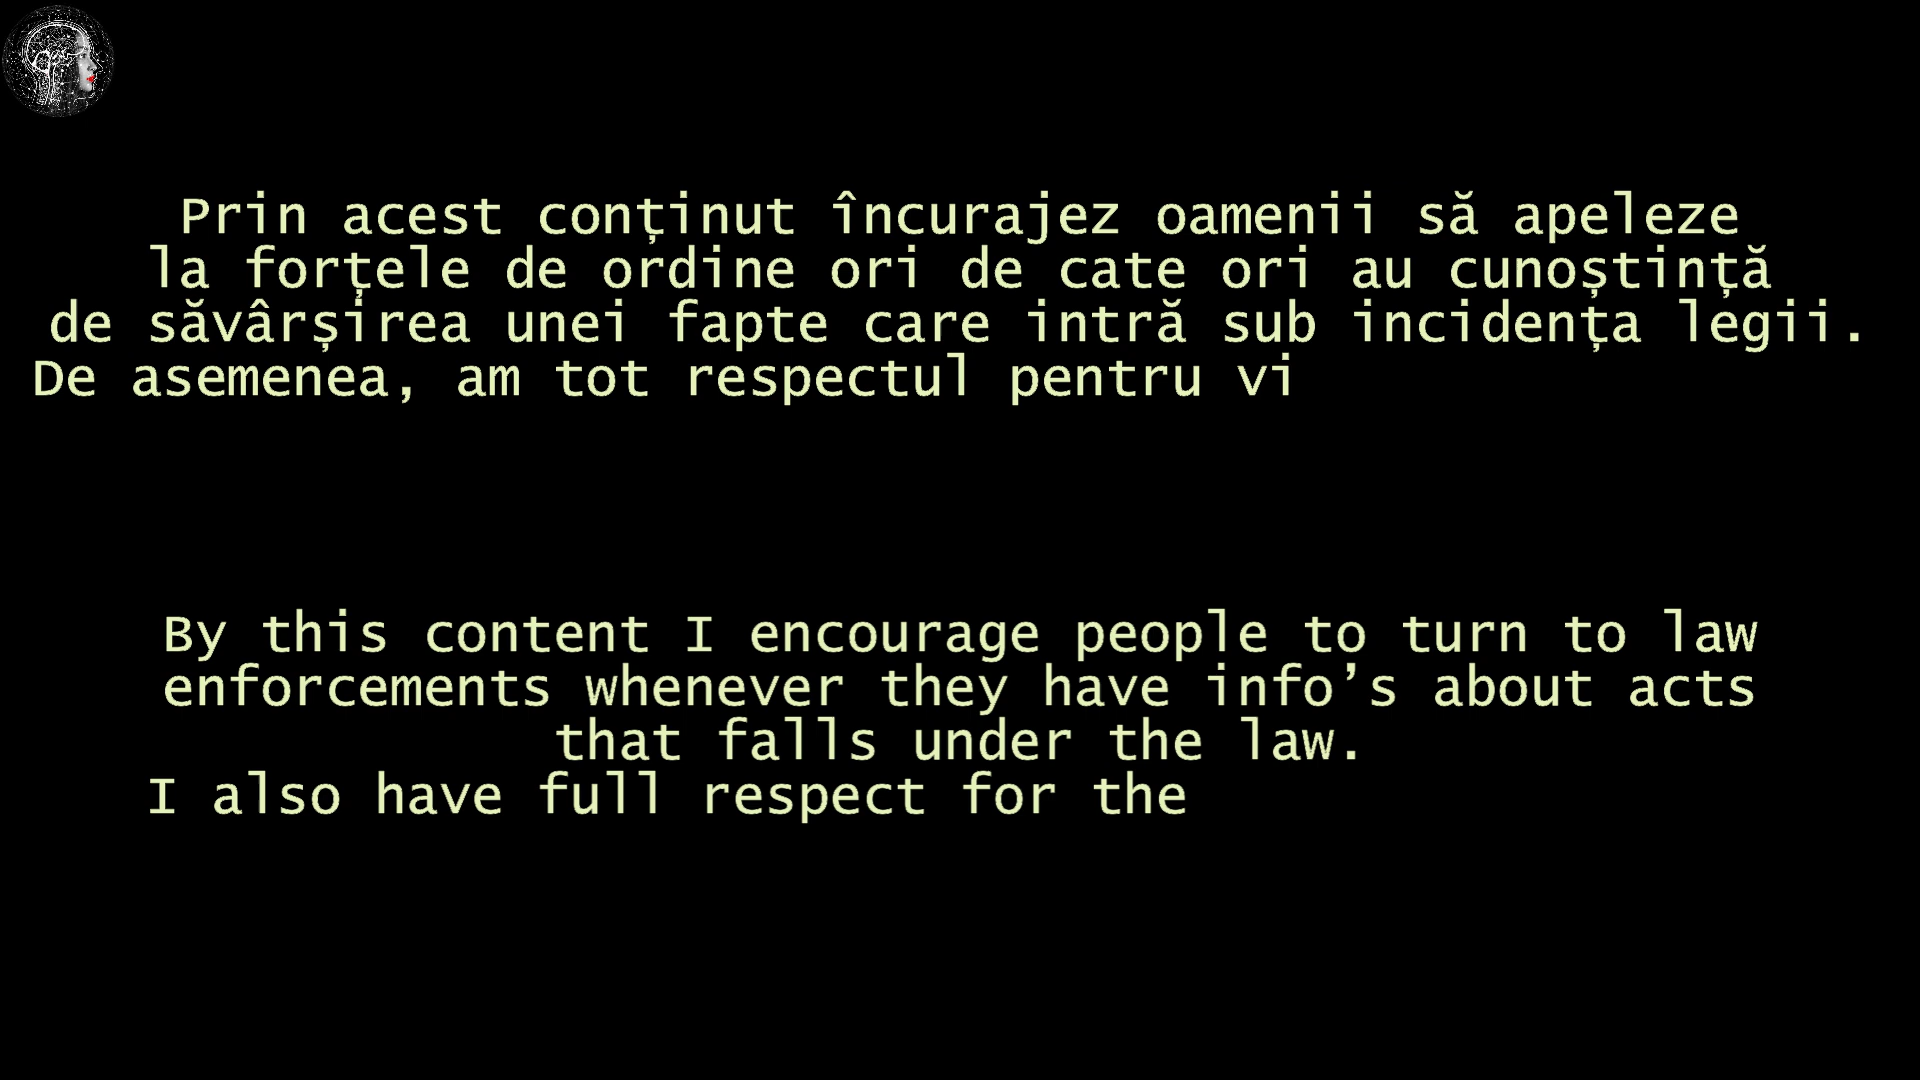 Prin acest conținut încurajez oamenii să apeleze
la forțele de ordine ori de cate ori au cunoștință
de săvârșirea unei fapte care intră sub incidența legii.
De asemenea, am tot respectul pentru vi
By this content I encourage people to turn to law
enforcements whenever they have info’s about acts
that falls under the law.
I also have full respect for the